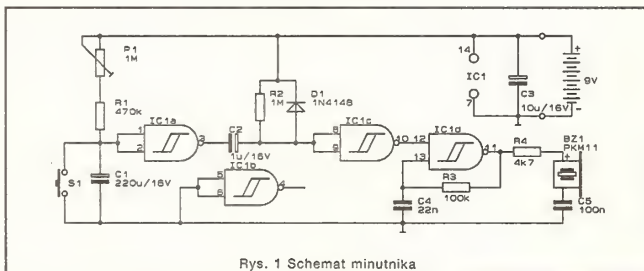 P1
1M
R1
470k
S1
C1
220u/16V
IC1a
1
2
3
C2
1u/16V
IC1b
5
6
4
R2
1M
D1
1N4148
IC1c
8
9
10
IC1d
12
13
11
R3
100k
C4
22n
R4
4k7
BZ1
PKM11
+
C5
100n
14
IC1
7
C3
10u/16V
+
9V
-
Rys. 1 Schemat minutnika